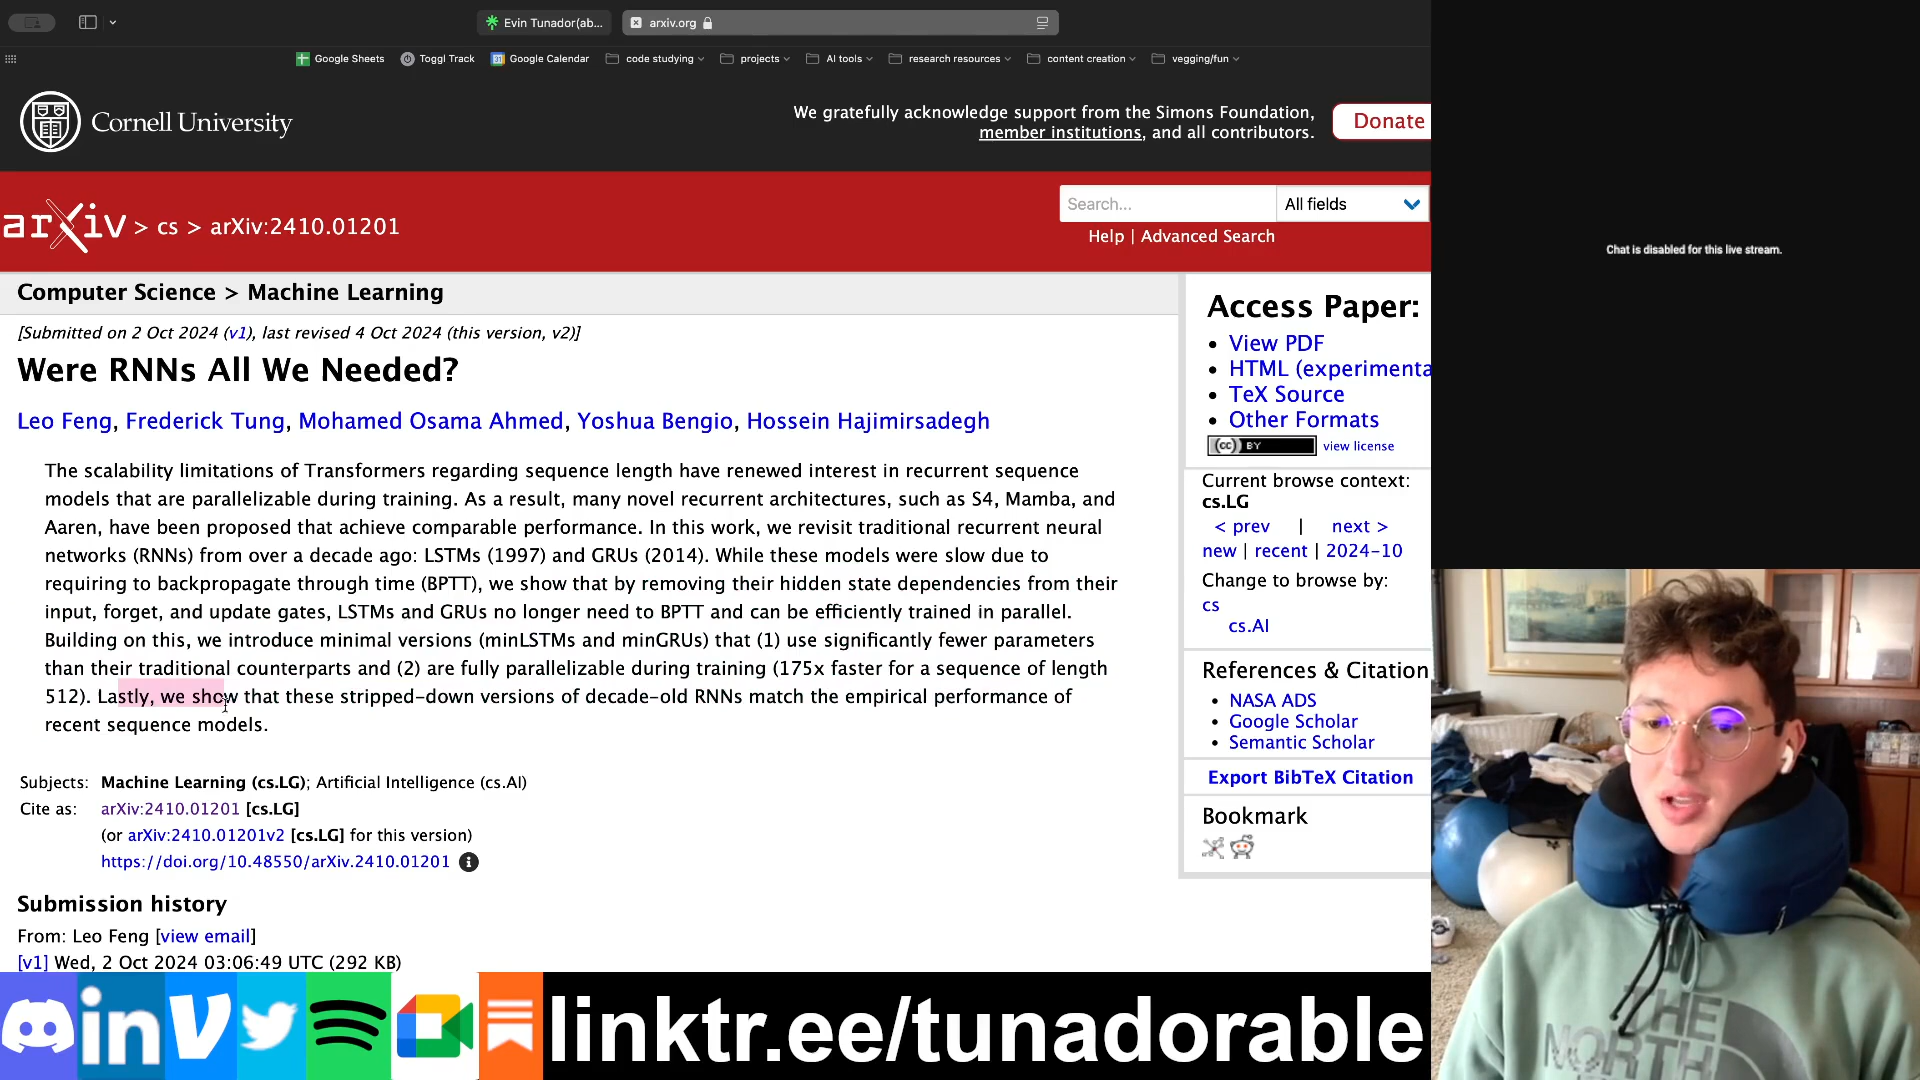 Evin Tunador(ab...
arxiv.org
Google Sheets
Toggl Track
Google Calendar
code studying
projects
AI tools
research resources
content creation
vegging/fun
Cornell University
We gratefully acknowledge support from the Simons Foundation,
member institutions, and all contributors.
Donate
arXiv > cs > arXiv:2410.01201
Search...
All fields
Help | Advanced Search
Chat is disabled for this live stream.
Computer Science > Machine Learning
[Submitted on 2 Oct 2024 (v1), last revised 4 Oct 2024 (this version, v2)]
Were RNNs All We Needed?
Leo Feng, Frederick Tung, Mohamed Osama Ahmed, Yoshua Bengio, Hossein Hajimirsadegh
The scalability limitations of Transformers regarding sequence length have renewed interest in recurrent sequence
models that are parallelizable during training. As a result, many novel recurrent architectures, such as S4, Mamba, and
Aaren, have been proposed that achieve comparable performance. In this work, we revisit traditional recurrent neural
networks (RNNs) from over a decade ago: LSTMs (1997) and GRUs (2014). While these models were slow due to
requiring to backpropagate through time (BPTT), we show that by removing their hidden state dependencies from their
input, forget, and update gates, LSTMs and GRUs no longer need to BPTT and can be efficiently trained in parallel.
Building on this, we introduce minimal versions (minLSTMs and minGRUs) that (1) use significantly fewer parameters
than their traditional counterparts and (2) are fully parallelizable during training (175x faster for a sequence of length
512). Lastly, we show that these stripped-down versions of decade-old RNNs match the empirical performance of
recent sequence models.
Subjects: Machine Learning (cs.LG); Artificial Intelligence (cs.AI)
Cite as: arXiv:2410.01201 [cs.LG]
(or arXiv:2410.01201v2 [cs.LG] for this version)
https://doi.org/10.48550/arXiv.2410.01201
Submission history
From: Leo Feng [view email]
[v1] Wed, 2 Oct 2024 03:06:49 UTC (292 KB)
Access Paper:
View PDF
HTML (experimenta
TeX Source
Other Formats
(cc) BY view license
Current browse context:
cs.LG
< prev | next >
new | recent | 2024-10
Change to browse by:
cs
cs.AI
References & Citation
NASA ADS
Google Scholar
Semantic Scholar
Export BibTeX Citation
Bookmark
in
linktr.ee/tunadorable
THE
NORTH